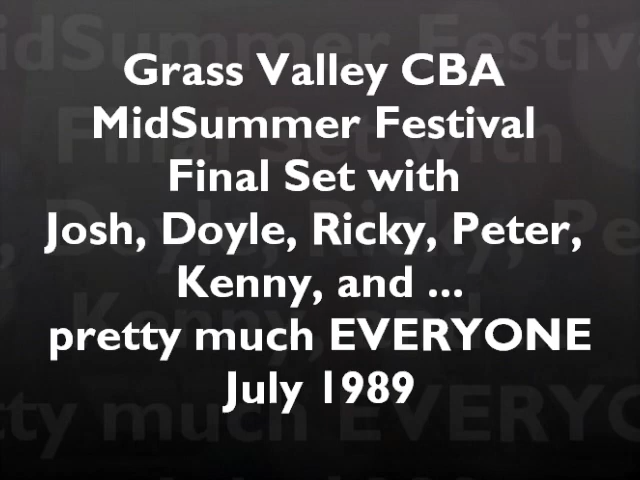 Grass Valley CBA
MidSummer Festival
Final Set with
Josh, Doyle, Ricky, Peter,
Kenny, and ...
pretty much EVERYONE
July 1989